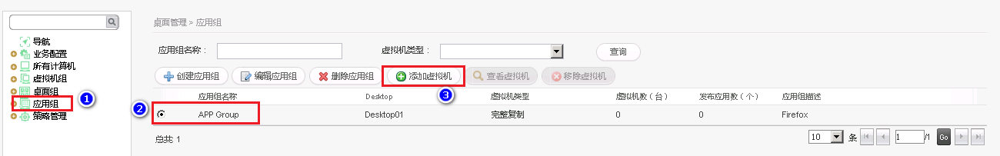 导航
业务配置
所有计算机
虚拟机组
桌面组
应用组
策略管理
1
桌面管理 > 应用组
应用组名称：
虚拟机类型：
查询
创建应用组
编辑应用组
删除应用组
添加虚拟机
查看虚拟机
移除虚拟机
3
应用组名称 Desktop 虚拟机类型 虚拟机数（台） 发布应用数（个） 应用组描述
2
APP Group Desktop01 完整复制 0 0 Firefox
总共: 1
10 条 1 /1 Go